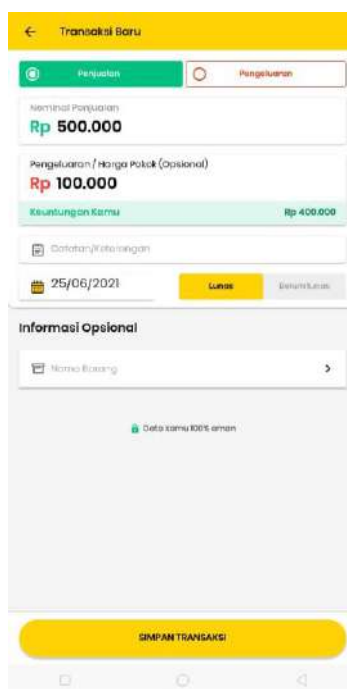 Transaksi Baru
Penjualan
Pengeluaran
Nominal Penjualan
Rp 500.000
Pengeluaran / Harga Pokok (Opsional)
Rp 100.000
Keuntungan Kamu Rp 400.000
Catatan/Keterangan
25/06/2021
Lunas
Belum Lunas
Informasi Opsional
Nama Barang
Data kamu 100% aman
SIMPAN TRANSAKSI